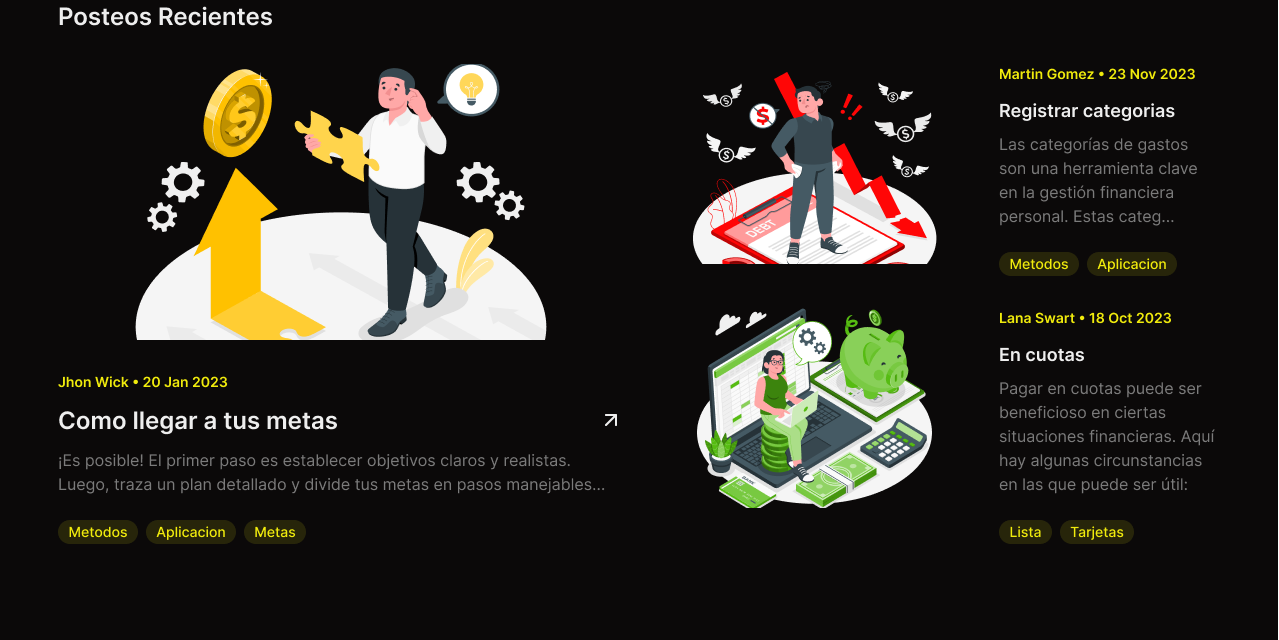 Posteos Recientes
Jhon Wick • 20 Jan 2023
Como llegar a tus metas
¡Es posible! El primer paso es establecer objetivos claros y realistas.
Luego, traza un plan detallado y divide tus metas en pasos manejables...
Metodos Aplicacion Metas
DEBT
Martin Gomez • 23 Nov 2023
Registrar categorias
Las categorías de gastos
son una herramienta clave
en la gestión financiera
personal. Estas categ...
Metodos Aplicacion
Lana Swart • 18 Oct 2023
En cuotas
Pagar en cuotas puede ser
beneficioso en ciertas
situaciones financieras. Aquí
hay algunas circunstancias
en las que puede ser útil:
Lista Tarjetas